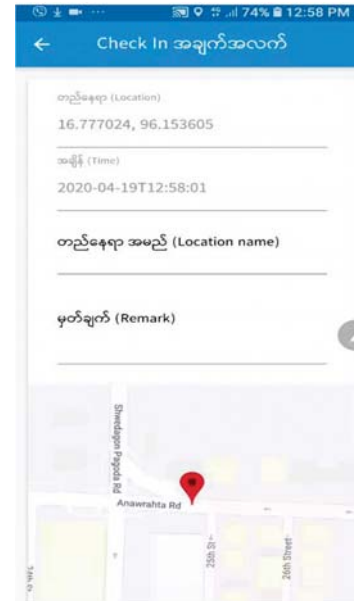 74% 12:58 PM
Check In အချက်အလက်
တည်နေရာ (Location)
16.777024, 96.153605
အချိန် (Time)
2020-04-19T12:58:01
တည်နေရာ အမည် (Location name)
မှတ်ချက် (Remark)
Shwedagon Pagoda Rd
Anawrahta Rd
25th St
26th Street